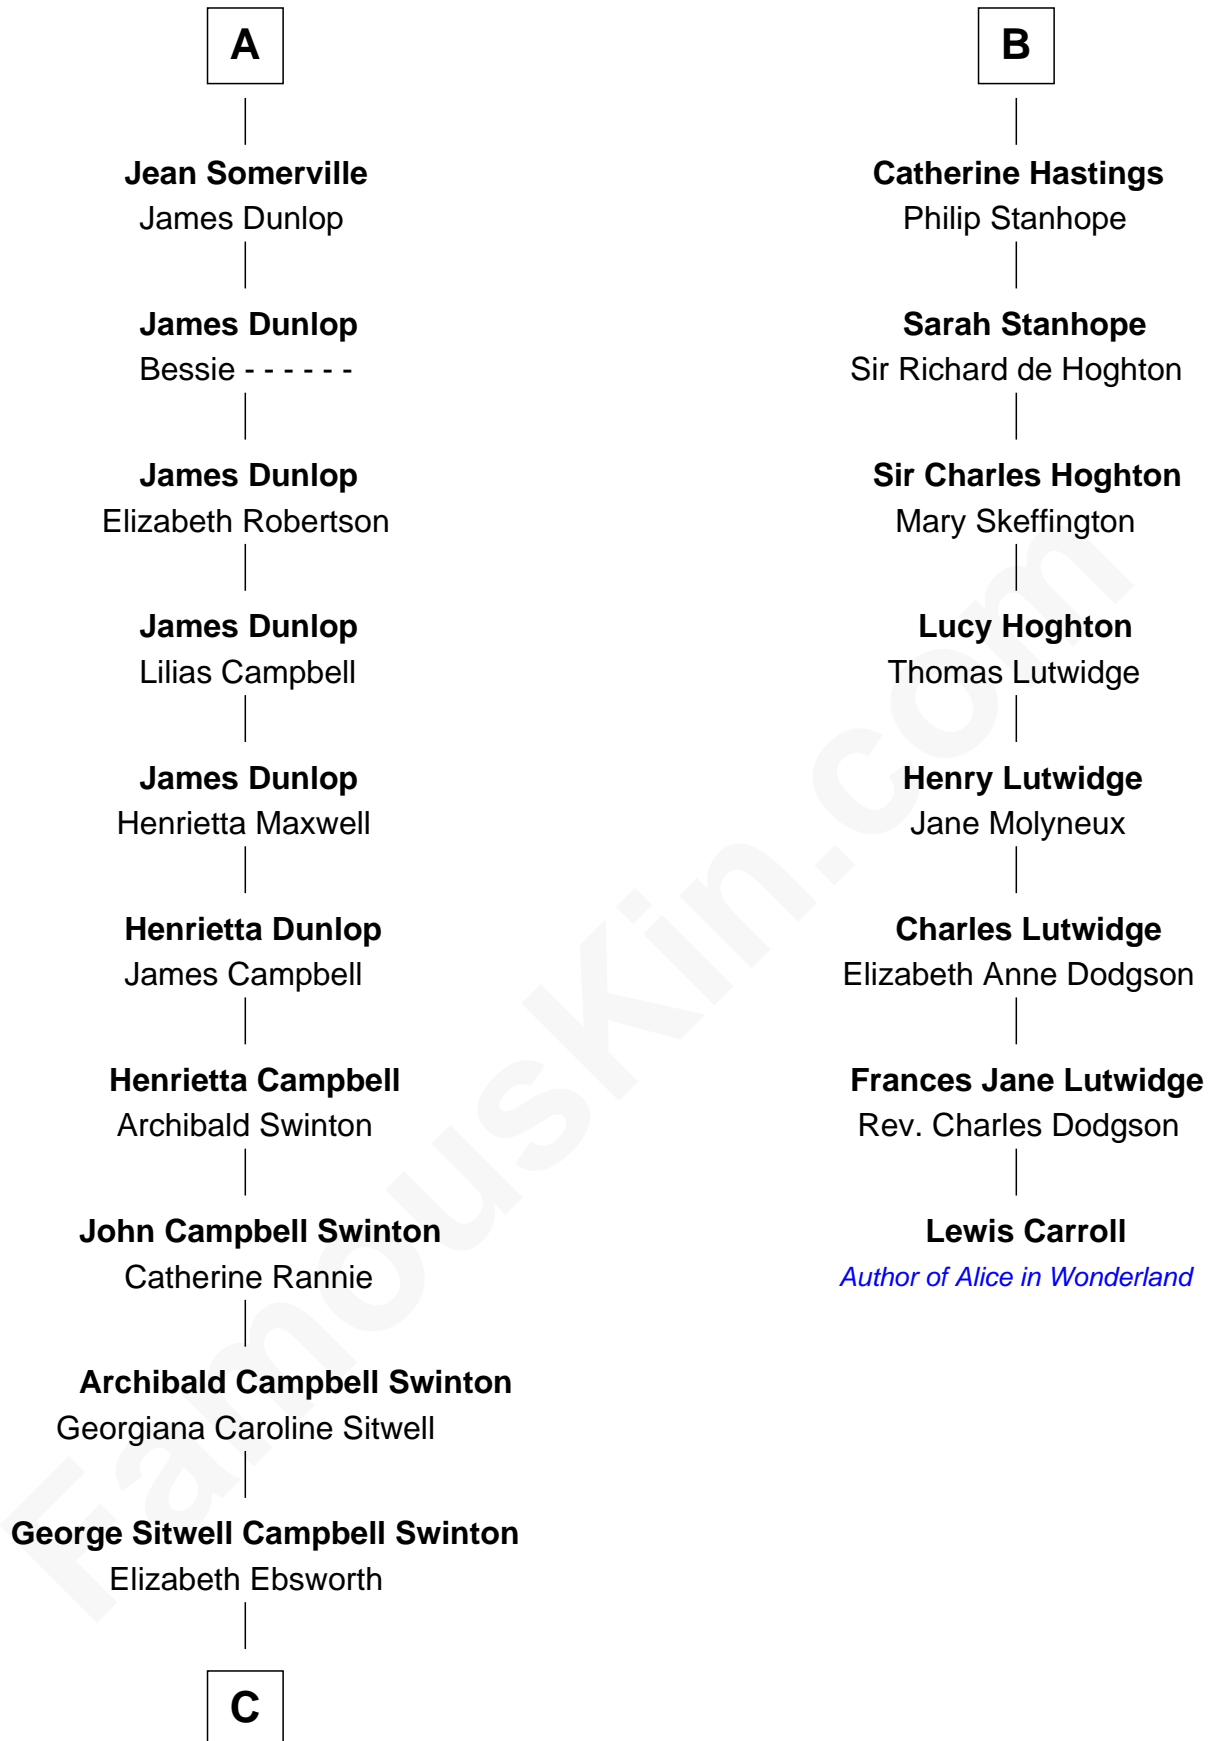 A
Jean Somerville
James Dunlop
James Dunlop
Bessie - - - - - -
James Dunlop
Elizabeth Robertson
James Dunlop
Lilias Campbell
James Dunlop
Henrietta Maxwell
Henrietta Dunlop
James Campbell
Henrietta Campbell
Archibald Swinton
John Campbell Swinton
Catherine Rannie
Archibald Campbell Swinton
Georgiana Caroline Sitwell
George Sitwell Campbell Swinton
Elizabeth Ebsworth
C
B
Catherine Hastings
Philip Stanhope
Sarah Stanhope
Sir Richard de Hoghton
Sir Charles Hoghton
Mary Skeffington
Lucy Hoghton
Thomas Lutwidge
Henry Lutwidge
Jane Molyneux
Charles Lutwidge
Elizabeth Anne Dodgson
Frances Jane Lutwidge
Rev. Charles Dodgson
Lewis Carroll
Author of Alice in Wonderland
FamousKin.com